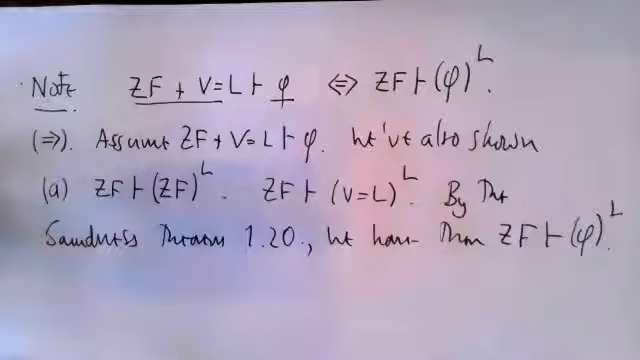 Note ZF + V=L ⊢ φ ⇔ ZF ⊢ (φ)^L.
(⇒). Assume ZF + V=L ⊢ φ. We've also shown
(a) ZF ⊢ (ZF)^L. ZF ⊢ (V=L)^L. By the
Soundness Theorem 1.20., we have then ZF ⊢ (φ)^L.